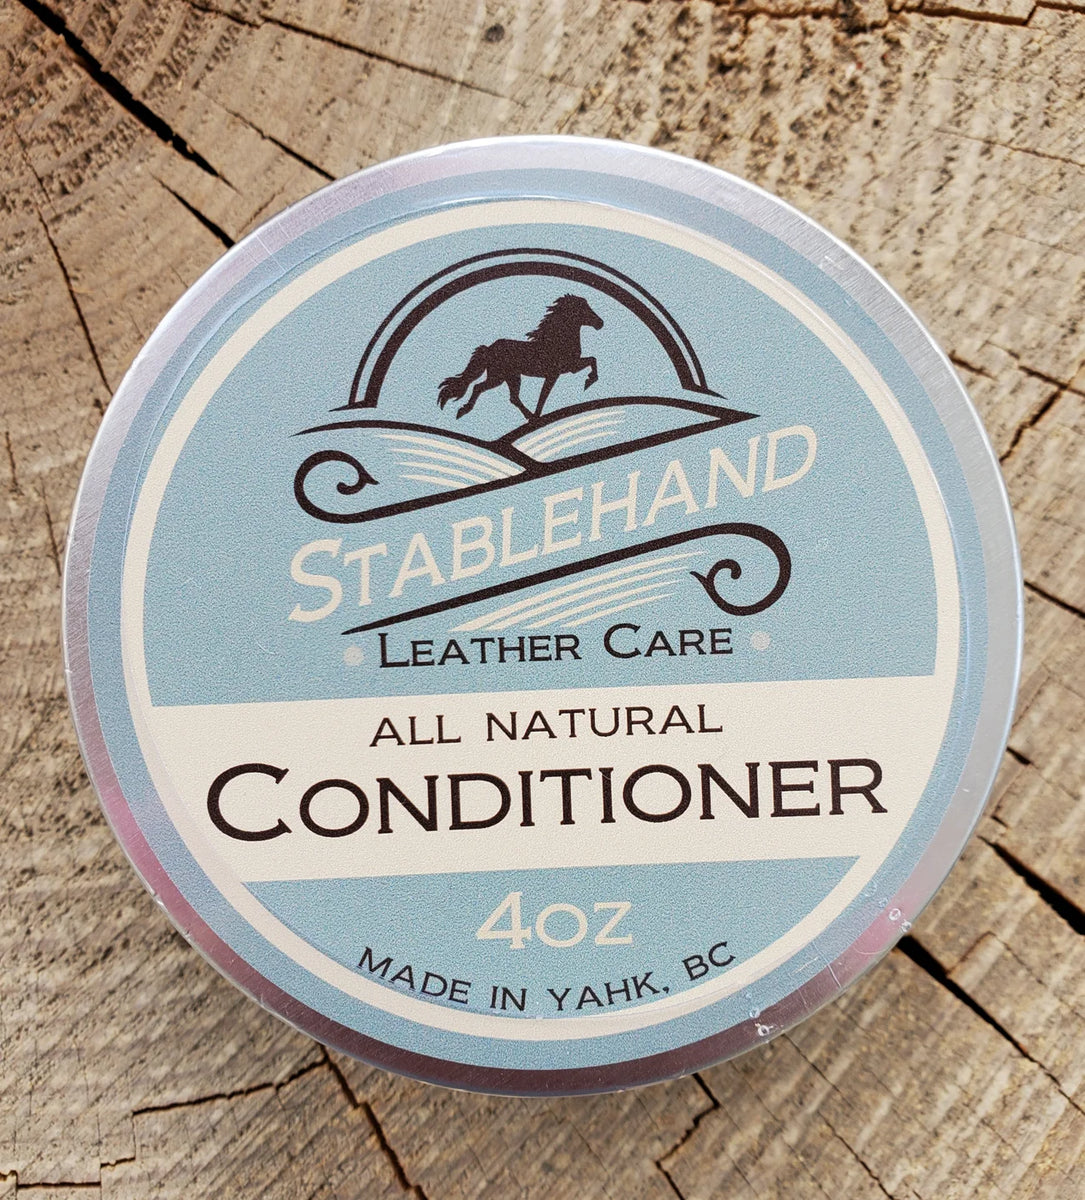 STABLEHAND
LEATHER CARE
ALL NATURAL
CONDITIONER
4OZ
MADE IN YAHK, BC